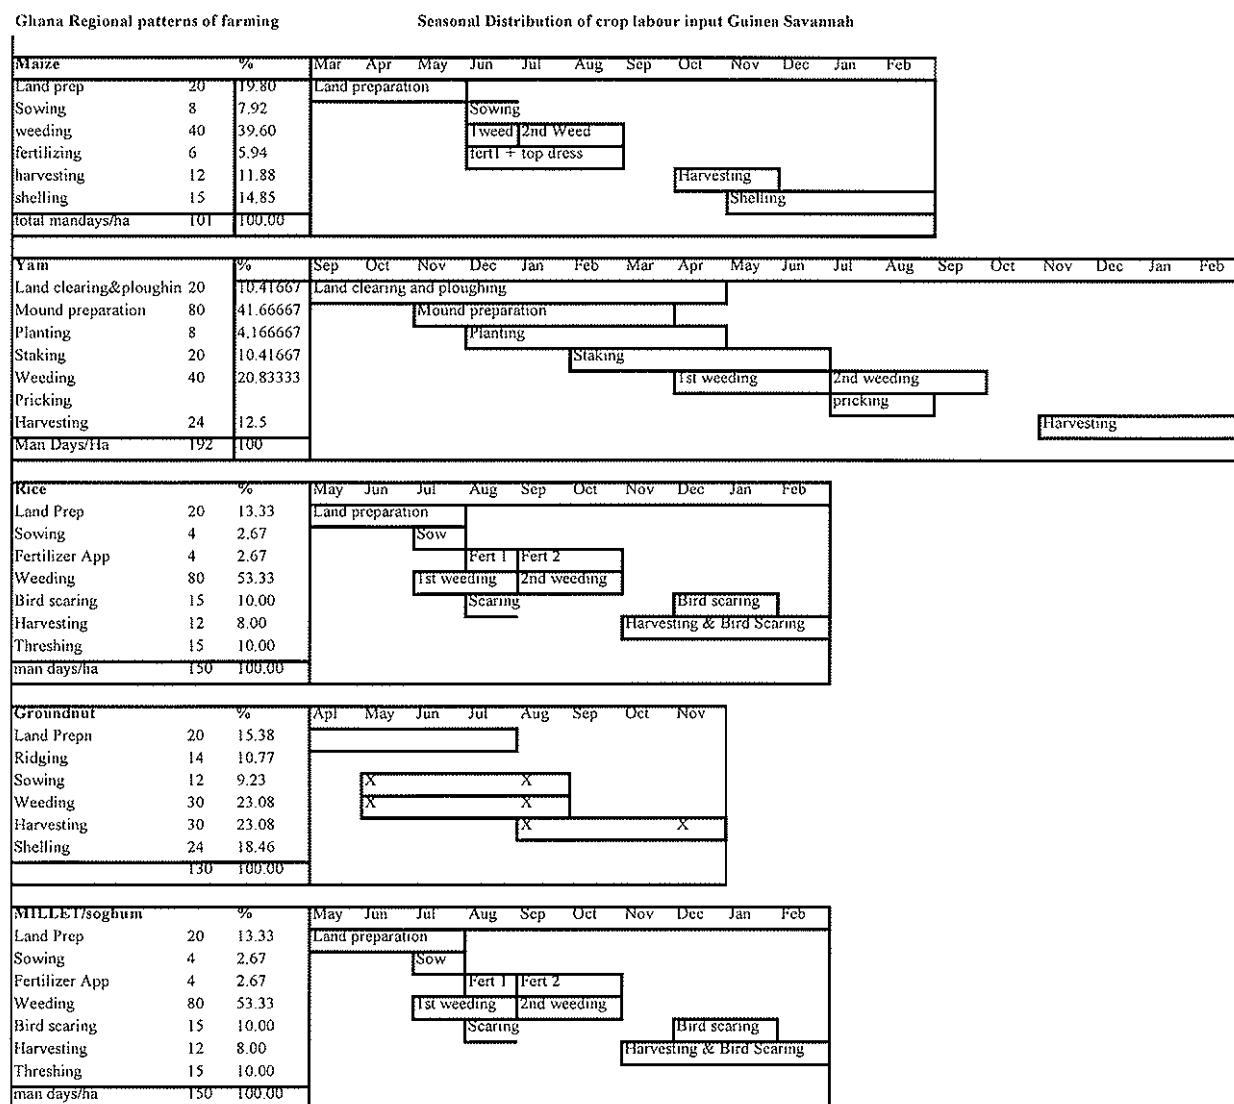 Ghana Regional patterns of farming Seasonal Distribution of crop labour input Guinea Savannah
Maize % Mar Apr May Jun Jul Aug Sep Oct Nov Dec Jan Feb
Land prep 20 19.80 Land preparation
Sowing 8 7.92 Sowing
weeding 40 39.60 1weed 2nd Weed
fertilizing 6 5.94 fert1 + top dress
harvesting 12 11.88 Harvesting
shelling 15 14.85 Shelling
total mandays/ha 101 100.00
Yam % Sep Oct Nov Dec Jan Feb Mar Apr May Jun Jul Aug Sep Oct Nov Dec Jan Feb
Land clearing&ploughin 20 10.41667 Land clearing and ploughing
Mound preparation 80 41.66667 Mound preparation
Planting 8 4.166667 Planting
Staking 20 10.41667 Staking
Weeding 40 20.83333 1st weeding 2nd weeding
Pricking pricking
Harvesting 24 12.5 Harvesting
Man Days/Ha 192 100
Rice % May Jun Jul Aug Sep Oct Nov Dec Jan Feb
Land Prep 20 13.33 Land preparation
Sowing 4 2.67 Sow
Fertilizer App 4 2.67 Fert 1 Fert 2
Weeding 80 53.33 1st weeding 2nd weeding
Bird scaring 15 10.00 Scaring Bird scaring
Harvesting 12 8.00 Harvesting & Bird Scaring
Threshing 15 10.00
man days/ha 150 100.00
Groundnut % Apl May Jun Jul Aug Sep Oct Nov
Land Prepn 20 15.38
Ridging 14 10.77
Sowing 12 9.23 X X
Weeding 30 23.08 X X
Harvesting 30 23.08 X X
Shelling 24 18.46
130 100.00
MILLET/soghum % May Jun Jul Aug Sep Oct Nov Dec Jan Feb
Land Prep 20 13.33 Land preparation
Sowing 4 2.67 Sow
Fertilizer App 4 2.67 Fert 1 Fert 2
Weeding 80 53.33 1st weeding 2nd weeding
Bird scaring 15 10.00 Scaring Bird scaring
Harvesting 12 8.00 Harvesting & Bird Scaring
Threshing 15 10.00
man days/ha 150 100.00